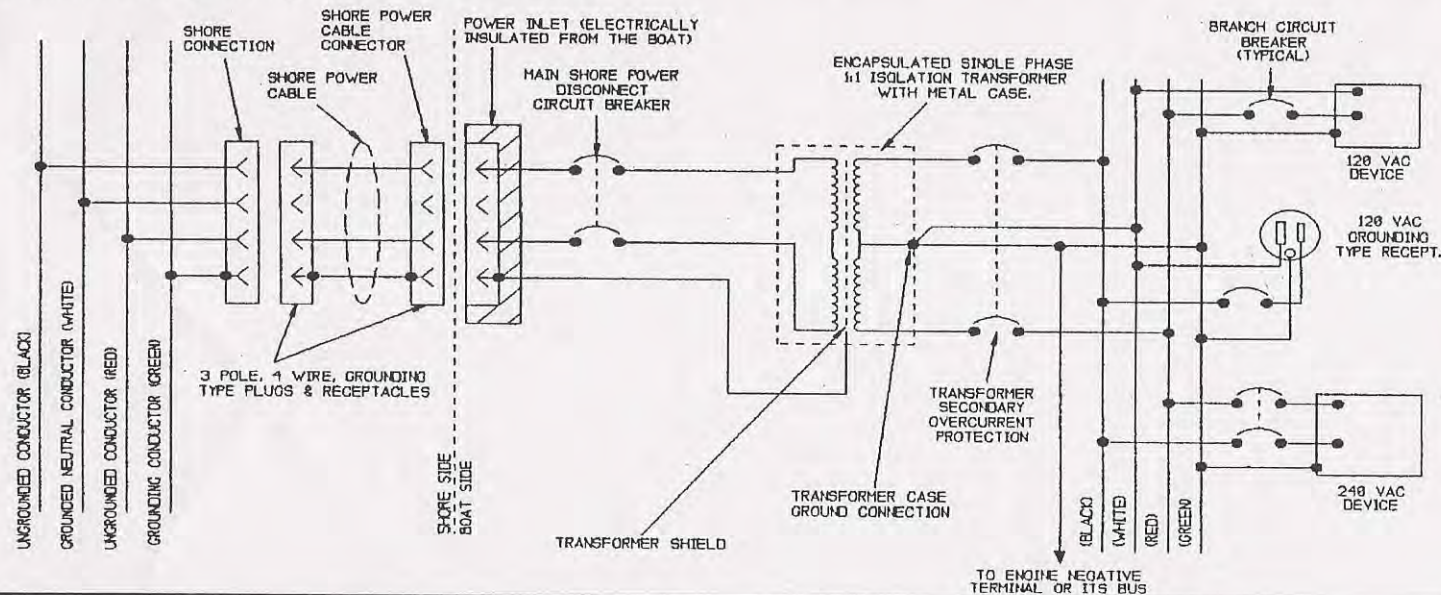 SHORE
CONNECTION
SHORE POWER
CABLE
CONNECTOR
SHORE POWER
CABLE
POWER INLET (ELECTRICALLY
INSULATED FROM THE BOAT)
MAIN SHORE POWER
DISCONNECT
CIRCUIT BREAKER
ENCAPSULATED SINGLE PHASE
1:1 ISOLATION TRANSFORMER
WITH METAL CASE.
BRANCH CIRCUIT
BREAKER
(TYPICAL)
120 VAC
DEVICE
120 VAC
GROUNDING
TYPE RECEPT.
240 VAC
DEVICE
UNGROUNDED CONDUCTOR (BLACK)
GROUNDED NEUTRAL CONDUCTOR (WHITE)
UNGROUNDED CONDUCTOR (RED)
GROUNDING CONDUCTOR (GREEN)
3 POLE, 4 WIRE, GROUNDING
TYPE PLUGS & RECEPTACLES
SHORE SIDE
BOAT SIDE
TRANSFORMER SHIELD
TRANSFORMER
SECONDARY
OVERCURRENT
PROTECTION
TRANSFORMER CASE
GROUND CONNECTION
(BLACK)
(WHITE)
(RED)
(GREEN)
TO ENGINE NEGATIVE
TERMINAL OR ITS BUS